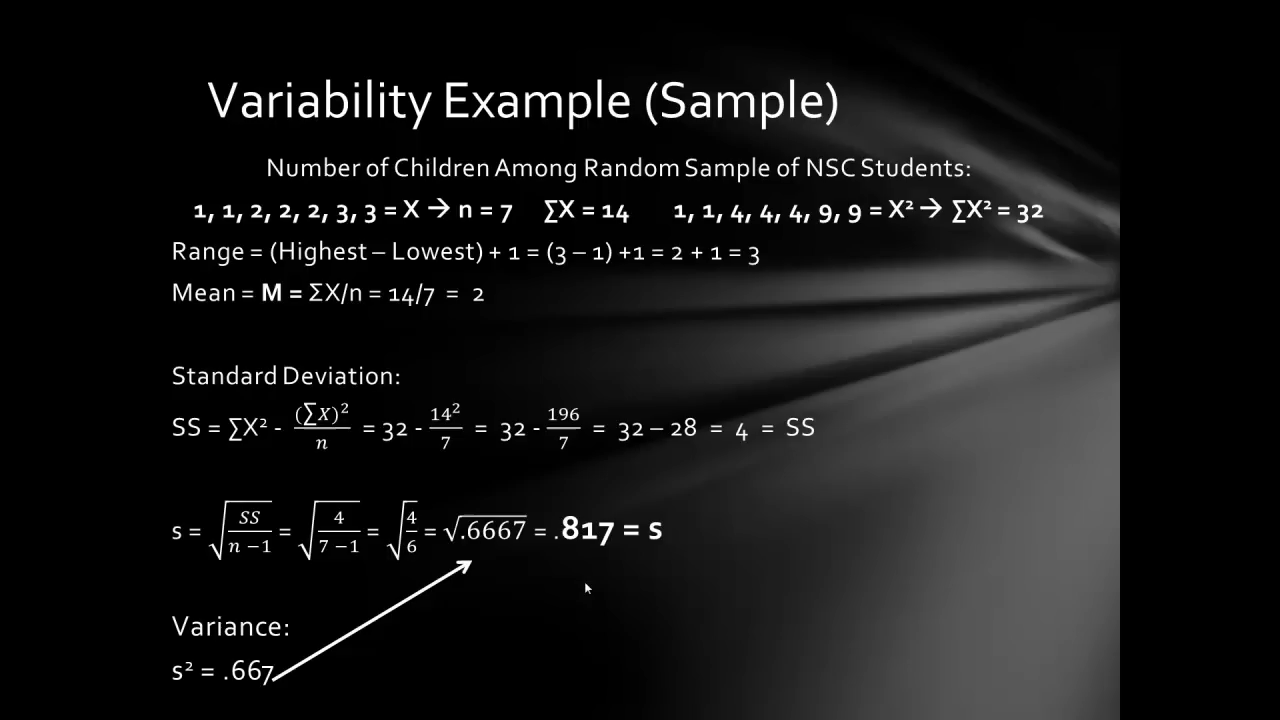 Variability Example (Sample)
Number of Children Among Random Sample of NSC Students:
1, 1, 2, 2, 2, 3, 3 = X → n = 7 ∑X = 14 1, 1, 4, 4, 4, 9, 9 = X² → ∑X² = 32
Range = (Highest – Lowest) + 1 = (3 – 1) +1 = 2 + 1 = 3
Mean = M = ΣX/n = 14/7 = 2
Standard Deviation:
SS = ∑X² - (∑X)²/n = 32 - 14²/7 = 32 - 196/7 = 32 – 28 = 4 = SS
s = √(SS/(n −1)) = √(4/(7 −1)) = √(4/6) = √.6667 = .817 = s
Variance:
s² = .667